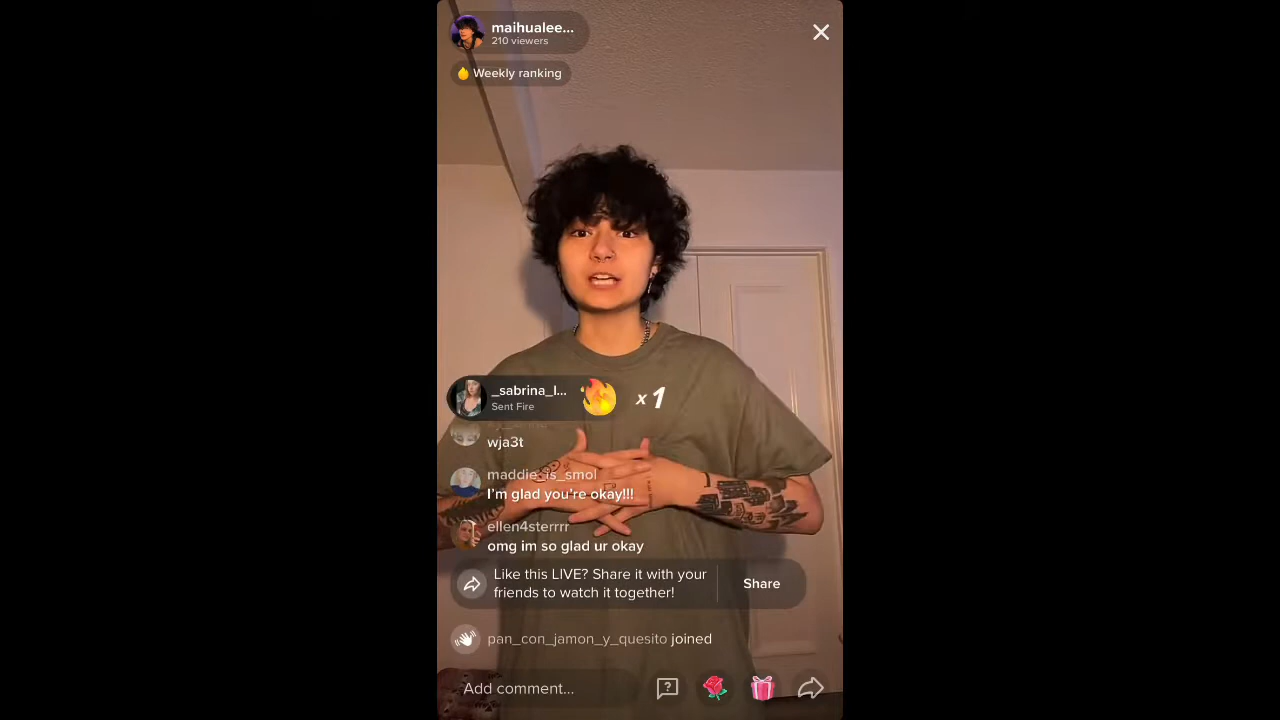 maihualee...
210 viewers
Weekly ranking
_sabrina_l...
Sent Fire
x 1
wja3t
maddie_is_smol
I'm glad you're okay!!!
ellen4sterrrr
omg im so glad ur okay
Like this LIVE? Share it with your
friends to watch it together!
Share
pan_con_jamon_y_quesito joined
Add comment...